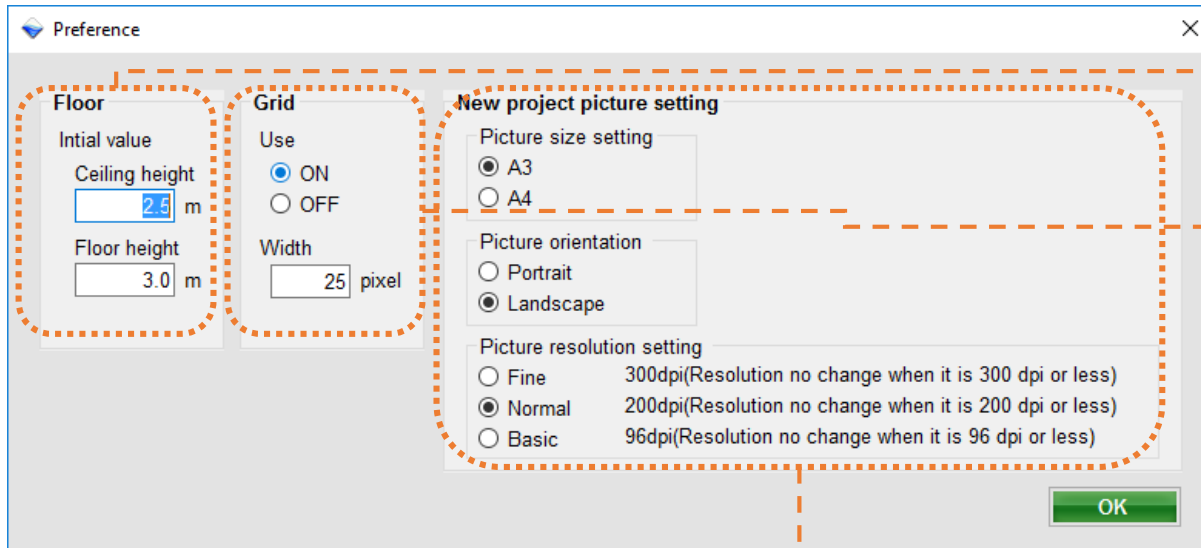 Preference
Floor
Intial value
Ceiling height
2.5 m
Floor height
3.0 m
Grid
Use
ON
OFF
Width
25 pixel
New project picture setting
Picture size setting
A3
A4
Picture orientation
Portrait
Landscape
Picture resolution setting
Fine 300dpi(Resolution no change when it is 300 dpi or less)
Normal 200dpi(Resolution no change when it is 200 dpi or less)
Basic 96dpi(Resolution no change when it is 96 dpi or less)
OK